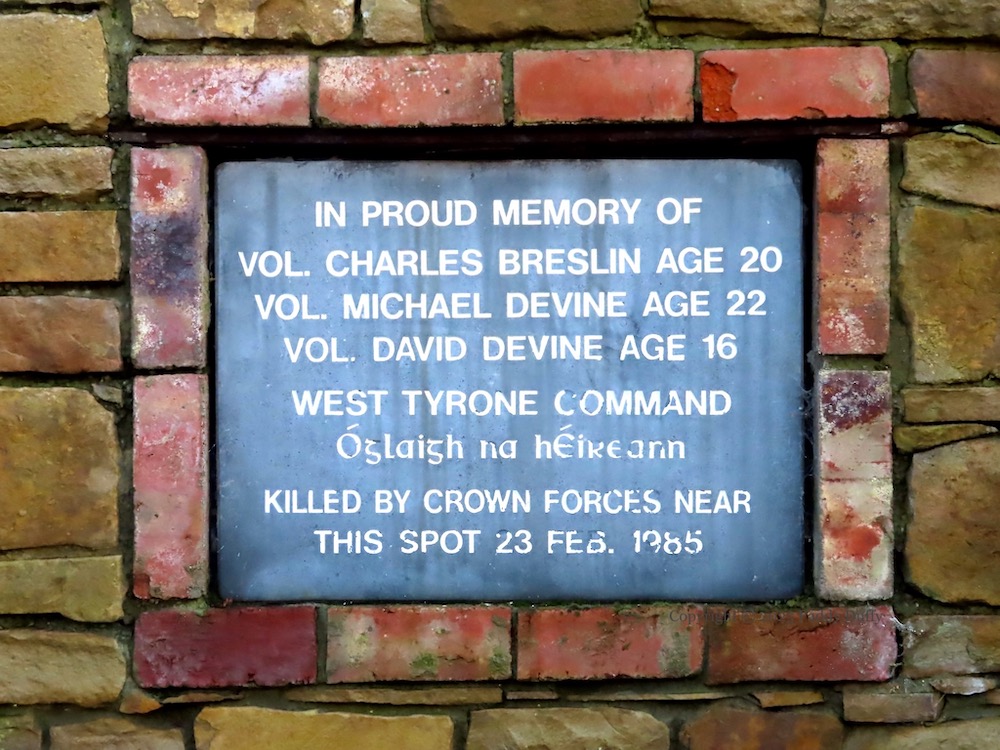 IN PROUD MEMORY OF
VOL. CHARLES BRESLIN AGE 20
VOL. MICHAEL DEVINE AGE 22
VOL. DAVID DEVINE AGE 16
WEST TYRONE COMMAND
Óglaigh na hÉireann
KILLED BY CROWN FORCES NEAR
THIS SPOT 23 FEB. 1985